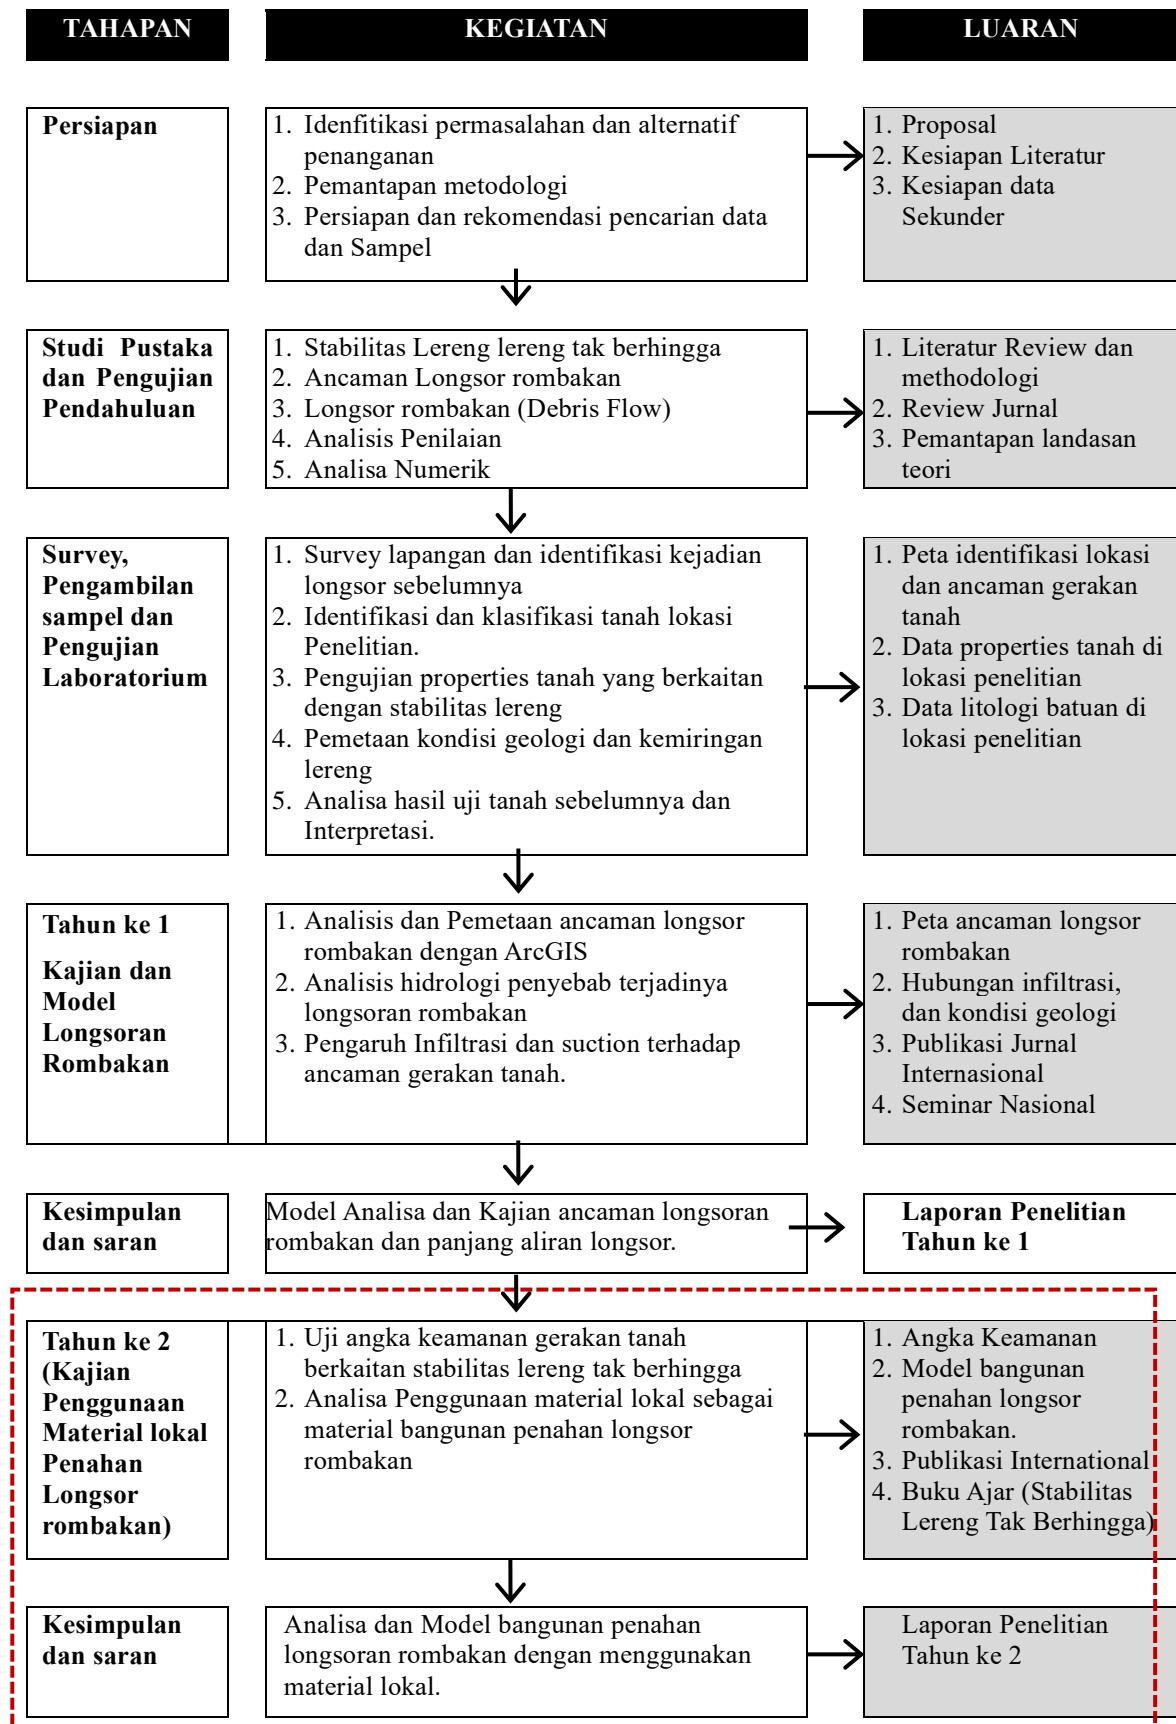 TAHAPAN
KEGIATAN
LUARAN
Persiapan
1. Idenfitikasi permasalahan dan alternatif
penanganan
2. Pemantapan metodologi
3. Persiapan dan rekomendasi pencarian data
dan Sampel
1. Proposal
2. Kesiapan Literatur
3. Kesiapan data
Sekunder
Studi Pustaka
dan Pengujian
Pendahuluan
1. Stabilitas Lereng lereng tak berhingga
2. Ancaman Longsor rombakan
3. Longsor rombakan (Debris Flow)
4. Analisis Penilaian
5. Analisa Numerik
1. Literatur Review dan
methodologi
2. Review Jurnal
3. Pemantapan landasan
teori
Survey,
Pengambilan
sampel dan
Pengujian
Laboratorium
1. Survey lapangan dan identifikasi kejadian
longsor sebelumnya
2. Identifikasi dan klasifikasi tanah lokasi
Penelitian.
3. Pengujian properties tanah yang berkaitan
dengan stabilitas lereng
4. Pemetaan kondisi geologi dan kemiringan
lereng
5. Analisa hasil uji tanah sebelumnya dan
Interpretasi.
1. Peta identifikasi lokasi
dan ancaman gerakan
tanah
2. Data properties tanah di
lokasi penelitian
3. Data litologi batuan di
lokasi penelitian
Tahun ke 1
Kajian dan
Model
Longsoran
Rombakan
1. Analisis dan Pemetaan ancaman longsor
rombakan dengan ArcGIS
2. Analisis hidrologi penyebab terjadinya
longsoran rombakan
3. Pengaruh Infiltrasi dan suction terhadap
ancaman gerakan tanah.
1. Peta ancaman longsor
rombakan
2. Hubungan infiltrasi,
dan kondisi geologi
3. Publikasi Jurnal
Internasional
4. Seminar Nasional
Kesimpulan
dan saran
Model Analisa dan Kajian ancaman longsoran
rombakan dan panjang aliran longsor.
Laporan Penelitian
Tahun ke 1
Tahun ke 2
(Kajian
Penggunaan
Material lokal
Penahan
Longsor
rombakan)
1. Uji angka keamanan gerakan tanah
berkaitan stabilitas lereng tak berhingga
2. Analisa Penggunaan material lokal sebagai
material bangunan penahan longsor
rombakan
1. Angka Keamanan
2. Model bangunan
penahan longsor
rombakan.
3. Publikasi International
4. Buku Ajar (Stabilitas
Lereng Tak Berhingga)
Kesimpulan
dan saran
Analisa dan Model bangunan penahan
longsoran rombakan dengan menggunakan
material lokal.
Laporan Penelitian
Tahun ke 2